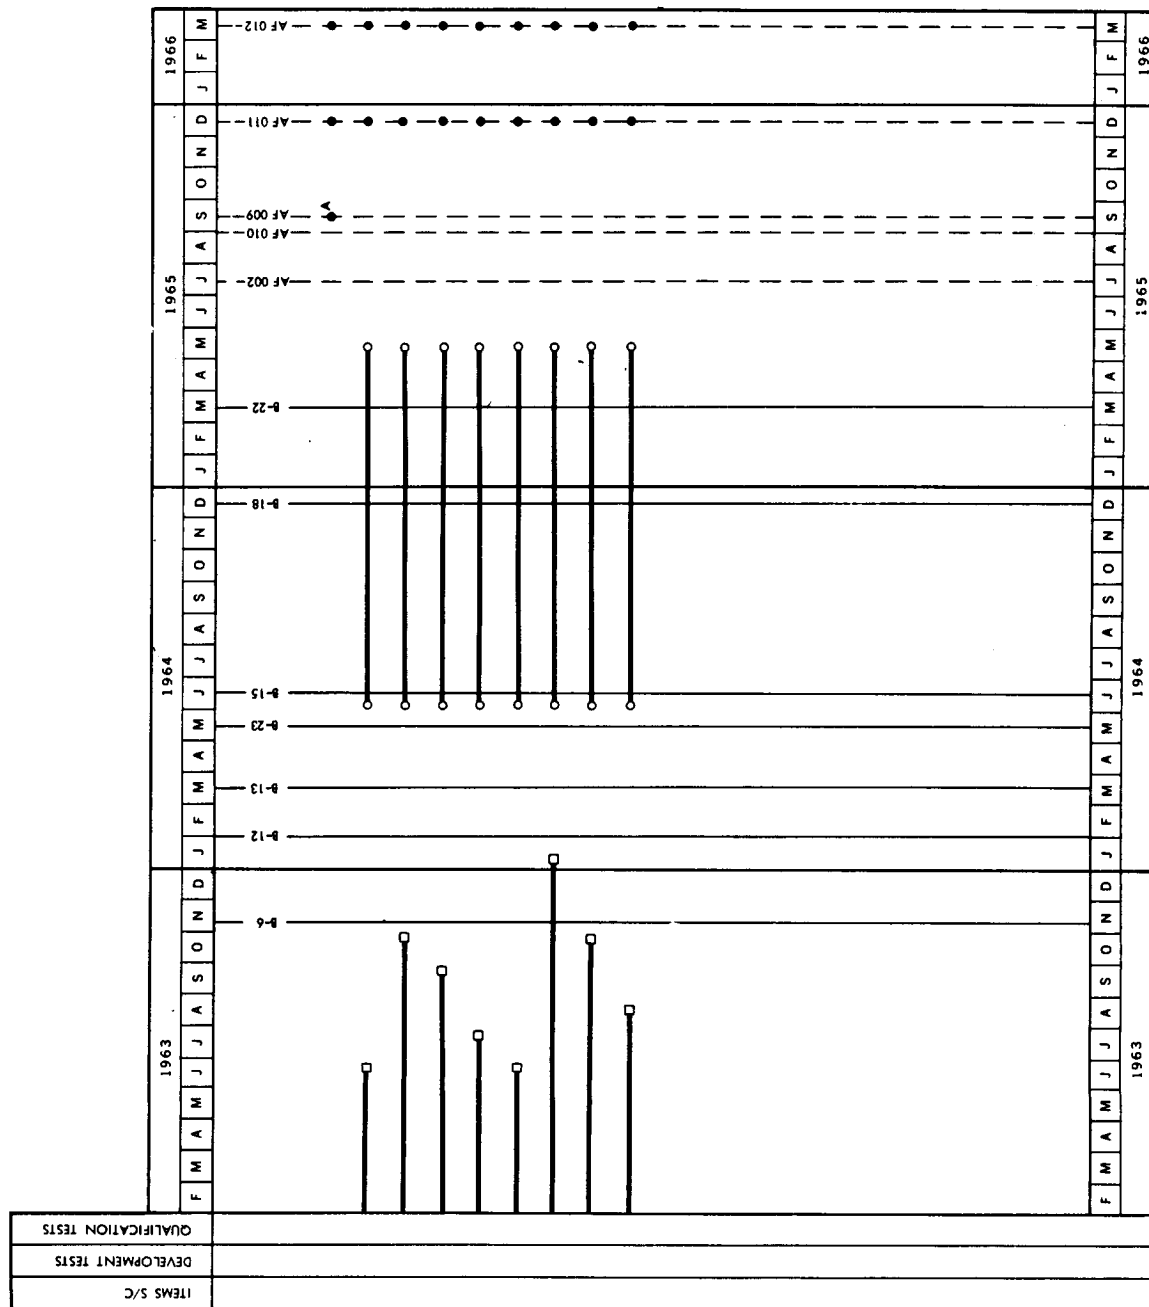 1963 1964 1965 1966
F M A M J J A S O N D J F M A M J J A S O N D J F M A M J J A S O N D J F M
ITEMS S/C
DEVELOPMENT TESTS
QUALIFICATION TESTS
B-6
B-12
B-13
B-23
B-15
B-18
B-22
AF 002
AF 010
AF 009
AF 011
AF 012
A
F M A M J J A S O N D J F M A M J J A S O N D J F M A M J J A S O N D J F M
1963 1964 1965 1966